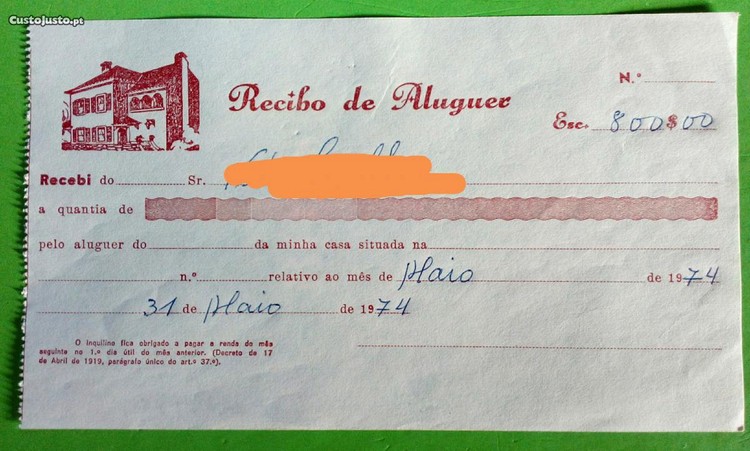 CustoJusto.pt
Recibo de Aluguer
N.º
Esc. 800$00
Recebi do Sr.
a quantia de
pelo aluguer do da minha casa situada na
n.º relativo ao mês de Maio de 1974
31 de Maio de 1974
O inquilino fica obrigado a pagar a renda do mês
seguinte no 1.º dia útil do mês anterior. (Decreto de 17
de Abril de 1919, parágrafo único do art.º 37.º).